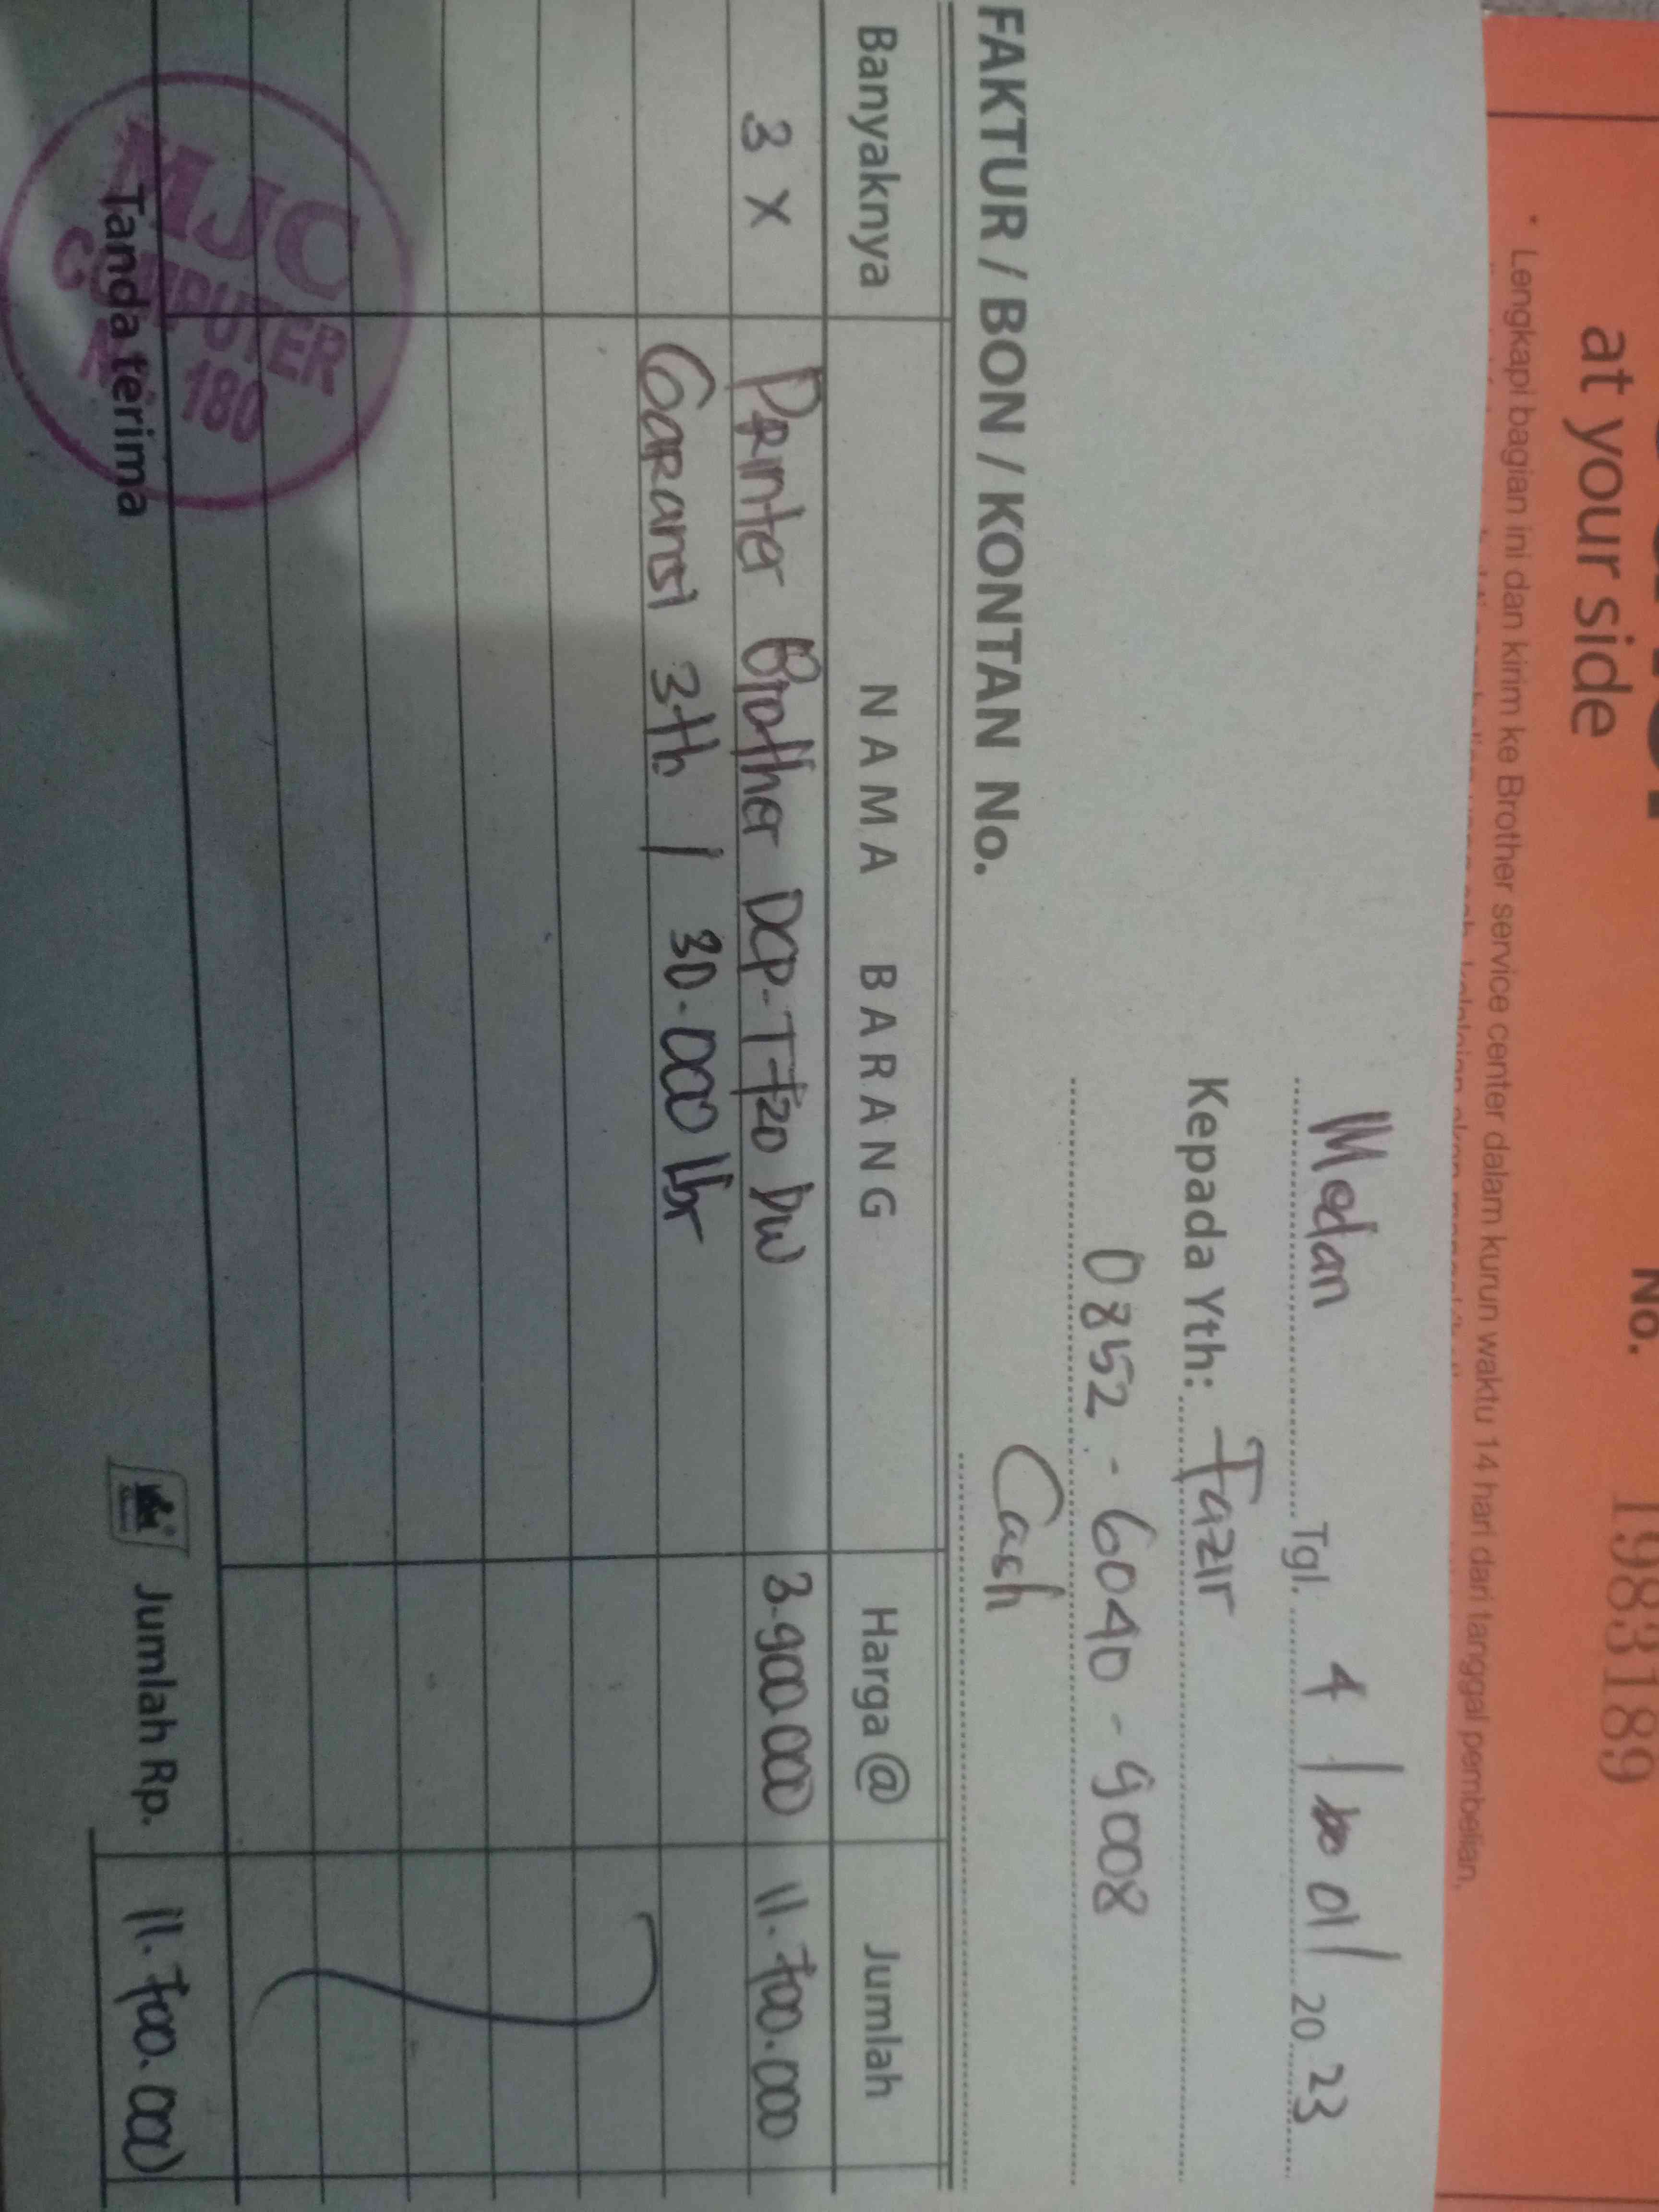 at your side
No. 1983189
* Lengkapi bagian ini dan kirim ke Brother service center dalam kurun waktu 14 hari dari tanggal pembelian,
Medan Tgl. 4 / 01 / 20 23
Kepada Yth: Fazir
0852 - 6040 - 9008
Cash
FAKTUR / BON / KONTAN No.
Banyaknya NAMA BARANG Harga @ Jumlah
3 x Printer Brother DCP-T720 DW 3.900.000 11.700.000
Garansi 3th / 30.000 lbr
Tanda terima Jumlah Rp. 11.700.000
MJC
COMPUTER
180